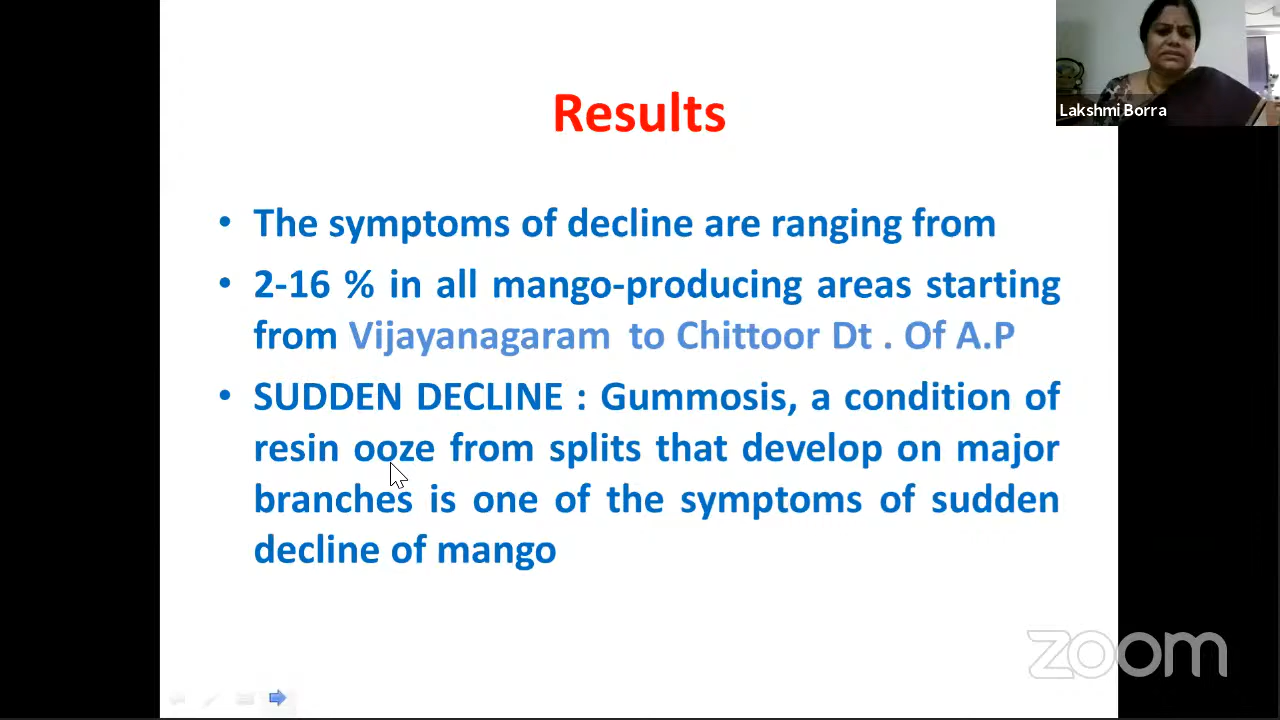 Lakshmi Borra
Results
• The symptoms of decline are ranging from
• 2-16 % in all mango-producing areas starting
from Vijayanagaram to Chittoor Dt . Of A.P
• SUDDEN DECLINE : Gummosis, a condition of
resin ooze from splits that develop on major
branches is one of the symptoms of sudden
decline of mango
zoom